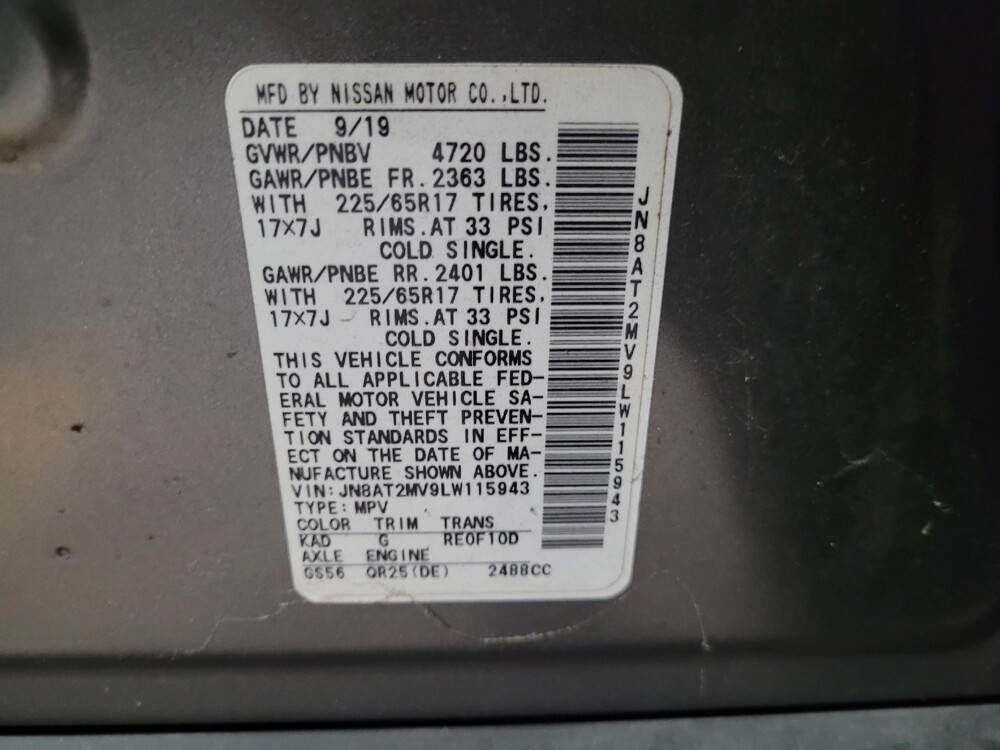 MFD BY NISSAN MOTOR CO.,LTD.
DATE 9/19
GVWR/PNBV 4720 LBS.
GAWR/PNBE FR. 2363 LBS.
WITH 225/65R17 TIRES,
17×7J RIMS.AT 33 PSI
COLD SINGLE.
GAWR/PNBE RR. 2401 LBS.
WITH 225/65R17 TIRES,
17×7J RIMS.AT 33 PSI
COLD SINGLE.
THIS VEHICLE CONFORMS
TO ALL APPLICABLE FED-
ERAL MOTOR VEHICLE SA-
FETY AND THEFT PREVEN-
TION STANDARDS IN EFF-
ECT ON THE DATE OF MA-
NUFACTURE SHOWN ABOVE.
VIN: JN8AT2MV9LW115943
TYPE: MPV
COLOR TRIM TRANS
KAD G RE0F10D
AXLE ENGINE
GS56 QR25(DE) 2488CC
JN8AT2MV9LW115943